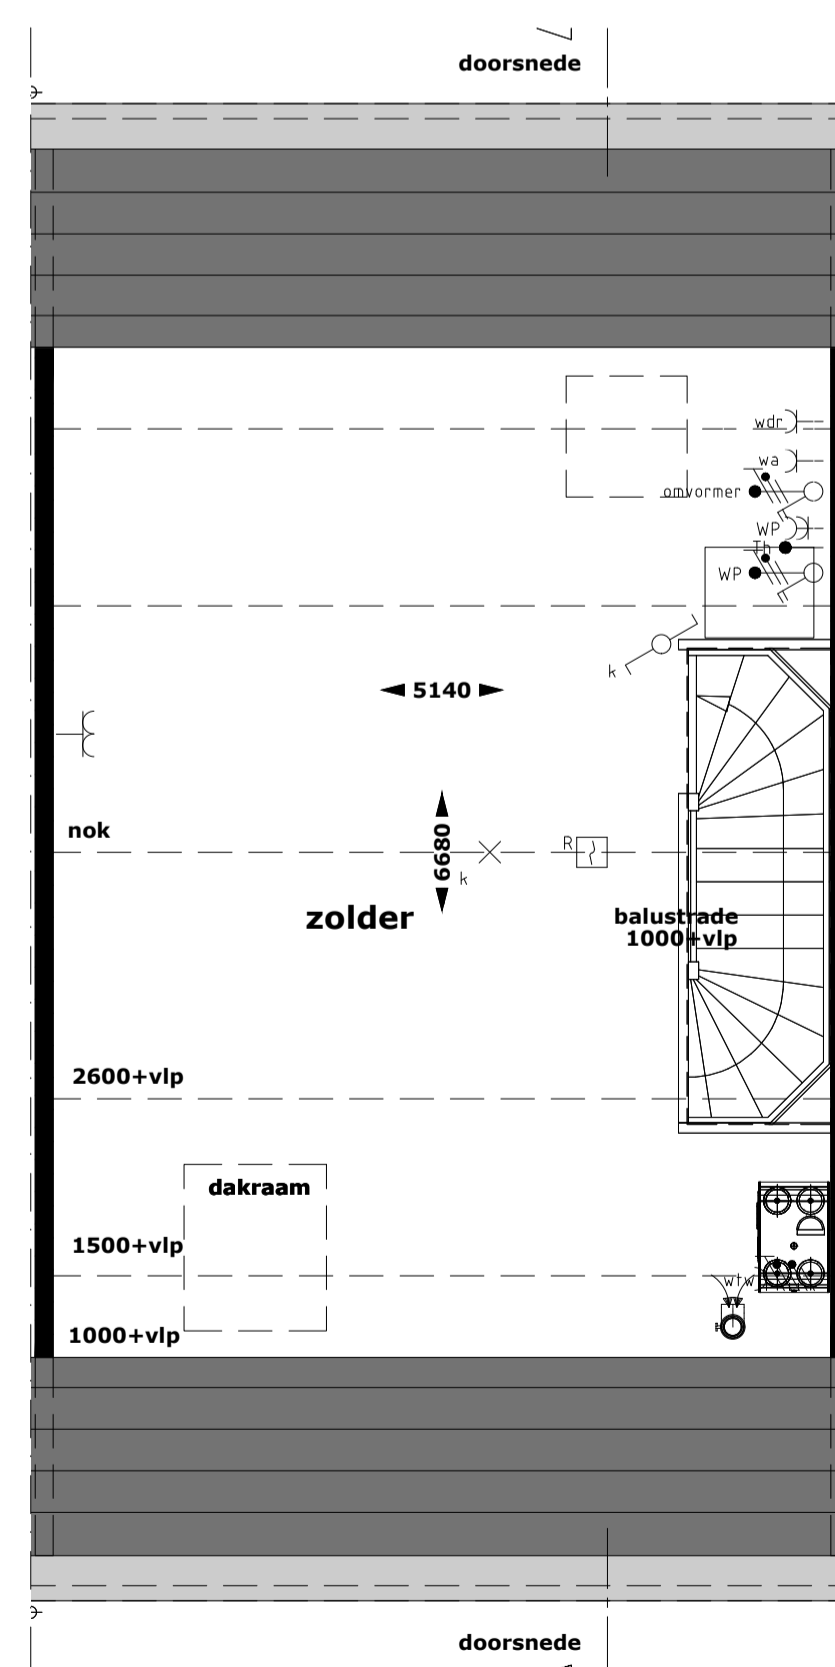 doorsnede
wdr
wa
omvormer
WP
Th
WP
k
5140
nok
R
6680
k
zolder
balustrade
1000+vlp
2600+vlp
dakraam
1500+vlp
wtw
1000+vlp
doorsnede